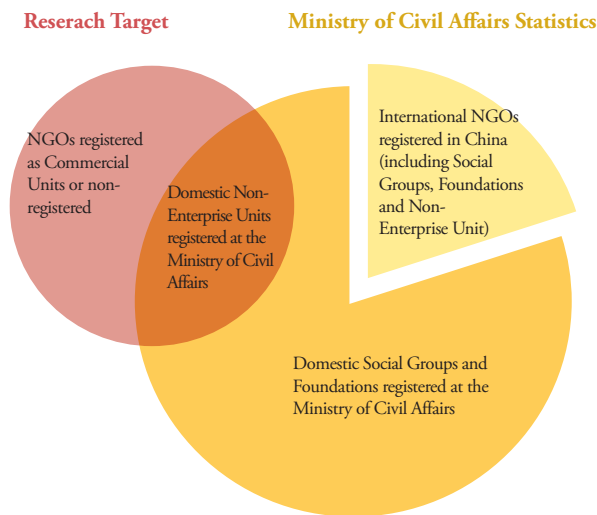 Reserach Target
Ministry of Civil Affairs Statistics
NGOs registered
as Commercial
Units or non-
registered
Domestic Non-
Enterprise Units
registered at the
Ministry of Civil
Affairs
International NGOs
registered in China
(including Social
Groups, Foundations
and Non-
Enterprise Unit)
Domestic Social Groups and
Foundations registered at the
Ministry of Civil Affairs